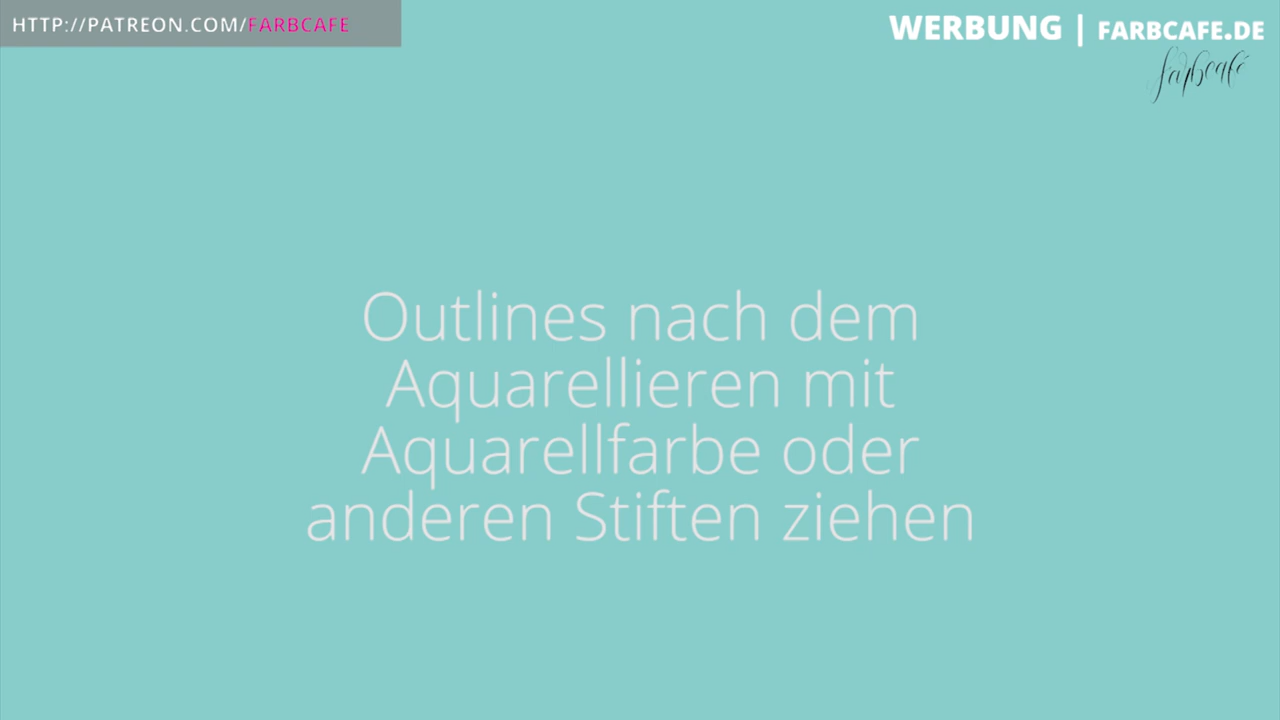 HTTP://PATREON.COM/FARBCAFE
WERBUNG | FARBCAFE.DE
farbcafé
Outlines nach dem
Aquarellieren mit
Aquarellfarbe oder
anderen Stiften ziehen